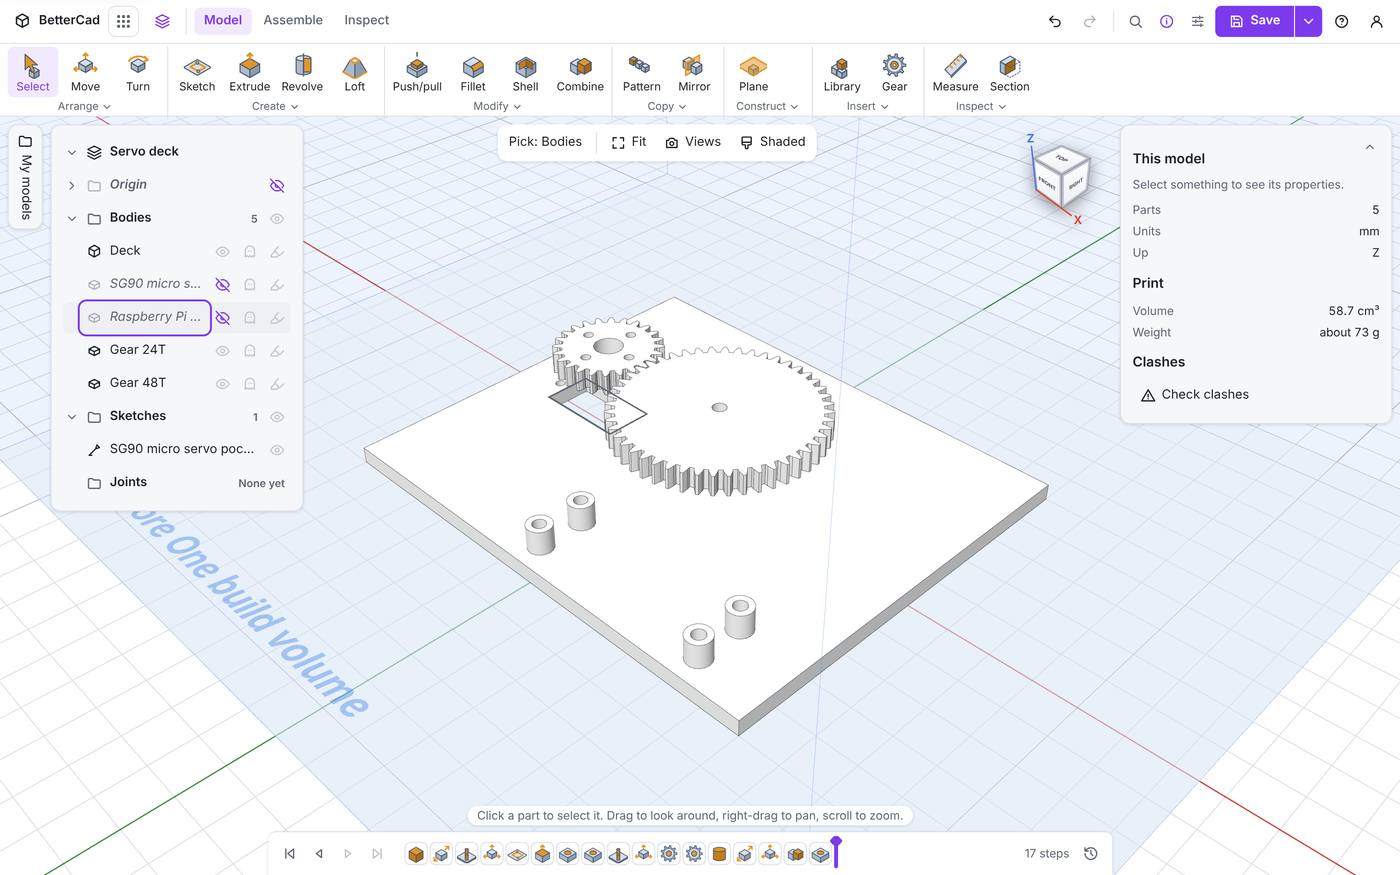 BetterCad
Model
Assemble
Inspect
Save
Select
Move
Turn
Sketch
Extrude
Revolve
Loft
Push/pull
Fillet
Shell
Combine
Pattern
Mirror
Plane
Library
Gear
Measure
Section
Arrange
Create
Modify
Copy
Construct
Insert
Inspect
My models
Servo deck
Origin
Bodies 5
Deck
SG90 micro s...
Raspberry Pi ...
Gear 24T
Gear 48T
Sketches 1
SG90 micro servo poc...
Joints None yet
Pick: Bodies
Fit
Views
Shaded
Z
TOP
FRONT
RIGHT
X
This model
Select something to see its properties.
Parts 5
Units mm
Up Z
Print
Volume 58.7 cm³
Weight about 73 g
Clashes
Check clashes
ore One build volume
Click a part to select it. Drag to look around, right-drag to pan, scroll to zoom.
17 steps